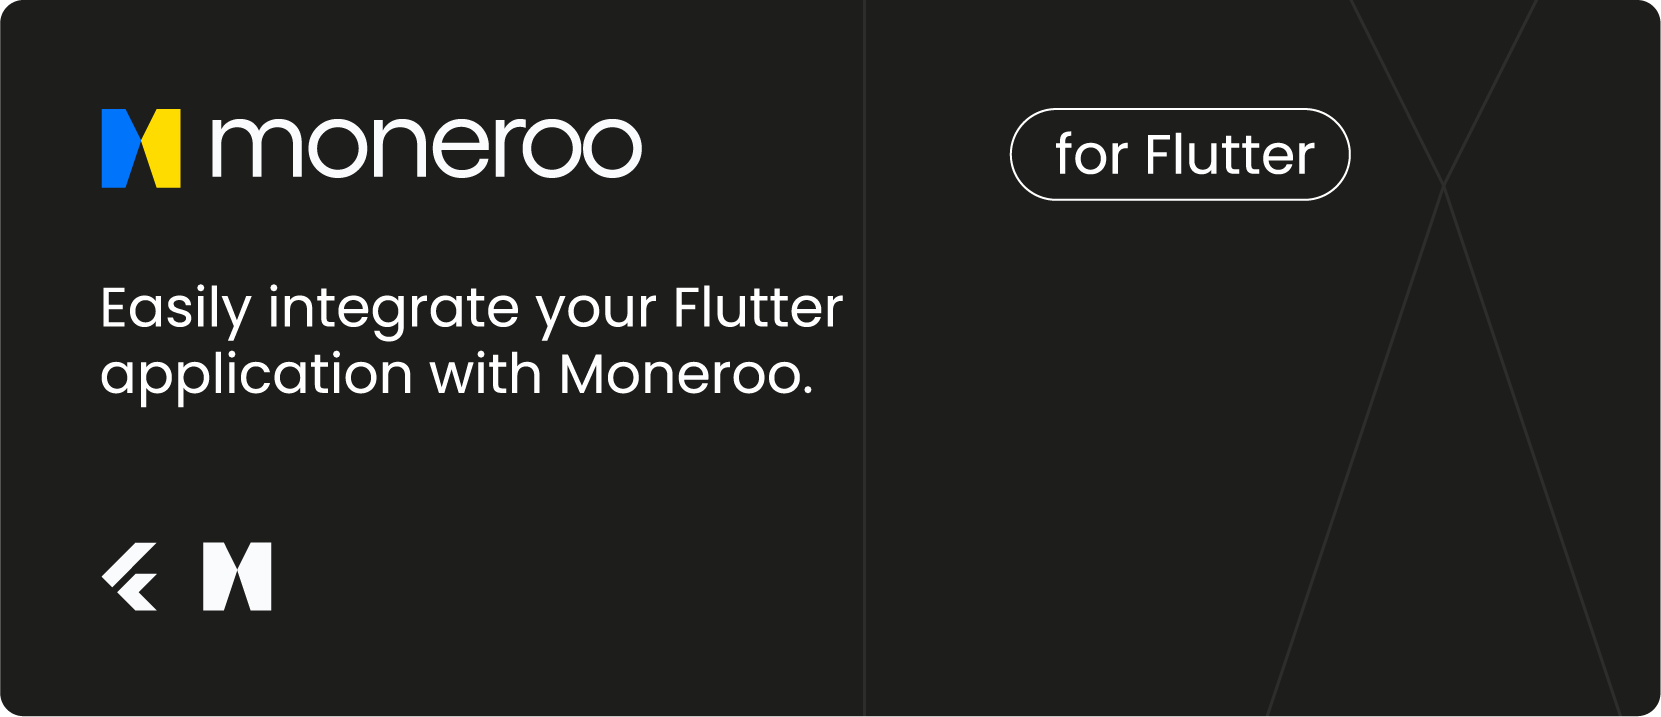 moneroo
for Flutter
Easily integrate your Flutter
application with Moneroo.